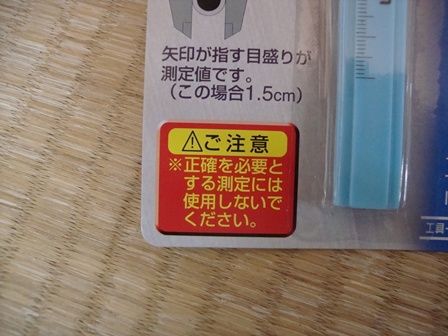 矢印が指す目盛りが
測定値です。
（この場合1.5cm）
⚠ご注意
※正確を必要と
する測定には
使用しないで
ください。
工具